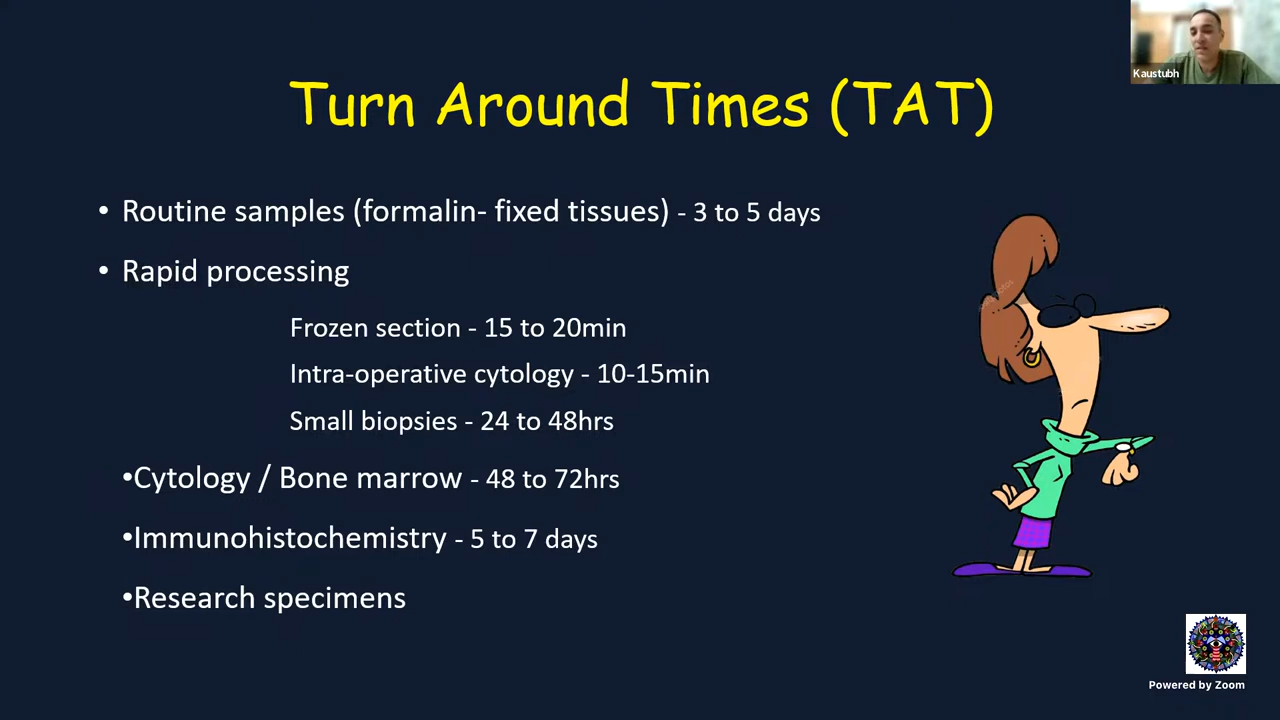 Kaustubh
Turn Around Times (TAT)
• Routine samples (formalin- fixed tissues) - 3 to 5 days
• Rapid processing
Frozen section - 15 to 20min
Intra-operative cytology - 10-15min
Small biopsies - 24 to 48hrs
•Cytology / Bone marrow - 48 to 72hrs
•Immunohistochemistry - 5 to 7 days
•Research specimens
Powered by Zoom